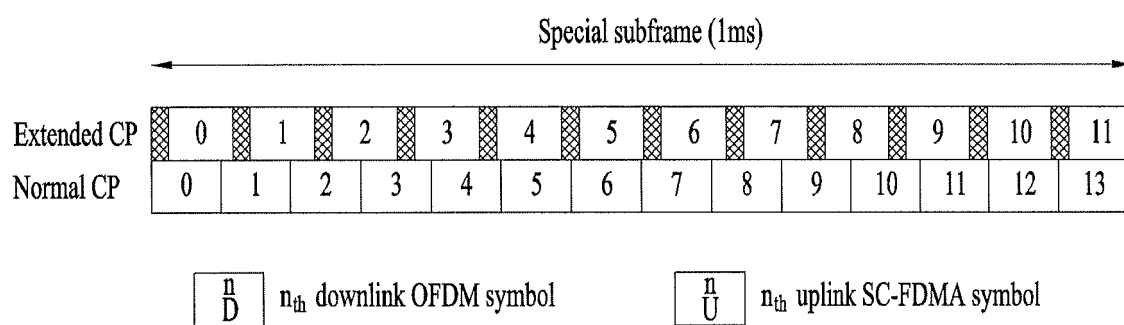 Special subframe (1ms)
Extended CP 0 1 2 3 4 5 6 7 8 9 10 11
Normal CP 0 1 2 3 4 5 6 7 8 9 10 11 12 13
n D nth downlink OFDM symbol n U nth uplink SC-FDMA symbol